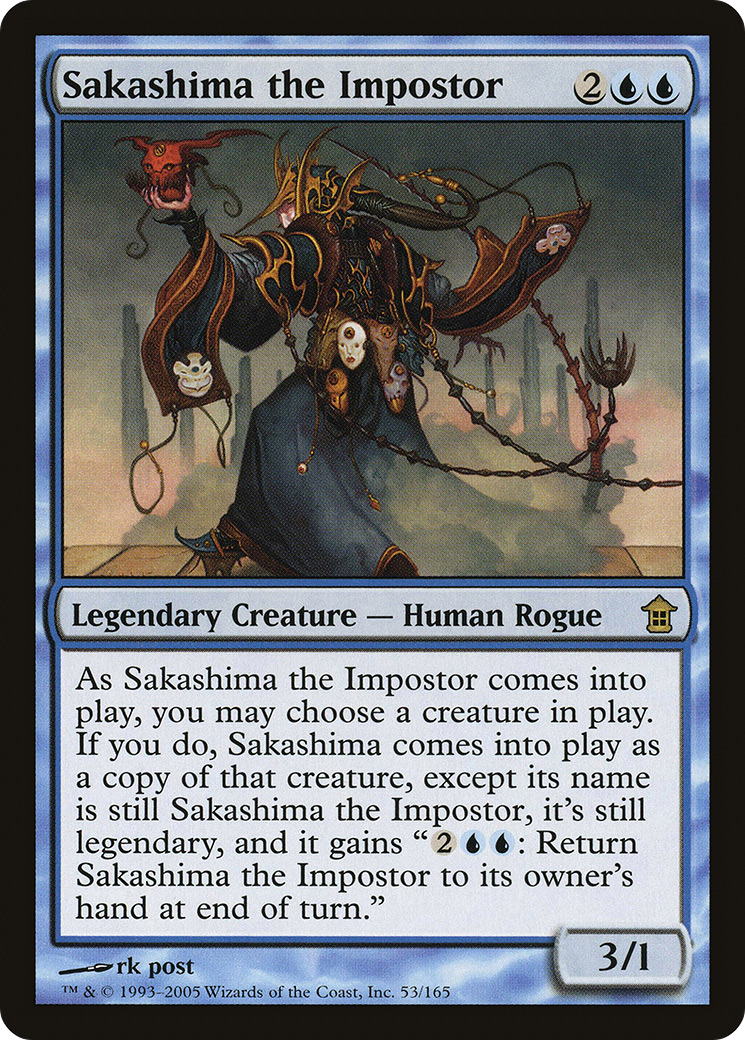 Sakashima the Impostor 2
Legendary Creature — Human Rogue
As Sakashima the Impostor comes into
play, you may choose a creature in play.
If you do, Sakashima comes into play as
a copy of that creature, except its name
is still Sakashima the Impostor, it's still
legendary, and it gains “2: Return
Sakashima the Impostor to its owner's
hand at end of turn.”
3/1
rk post
™ & © 1993–2005 Wizards of the Coast, Inc. 53/165